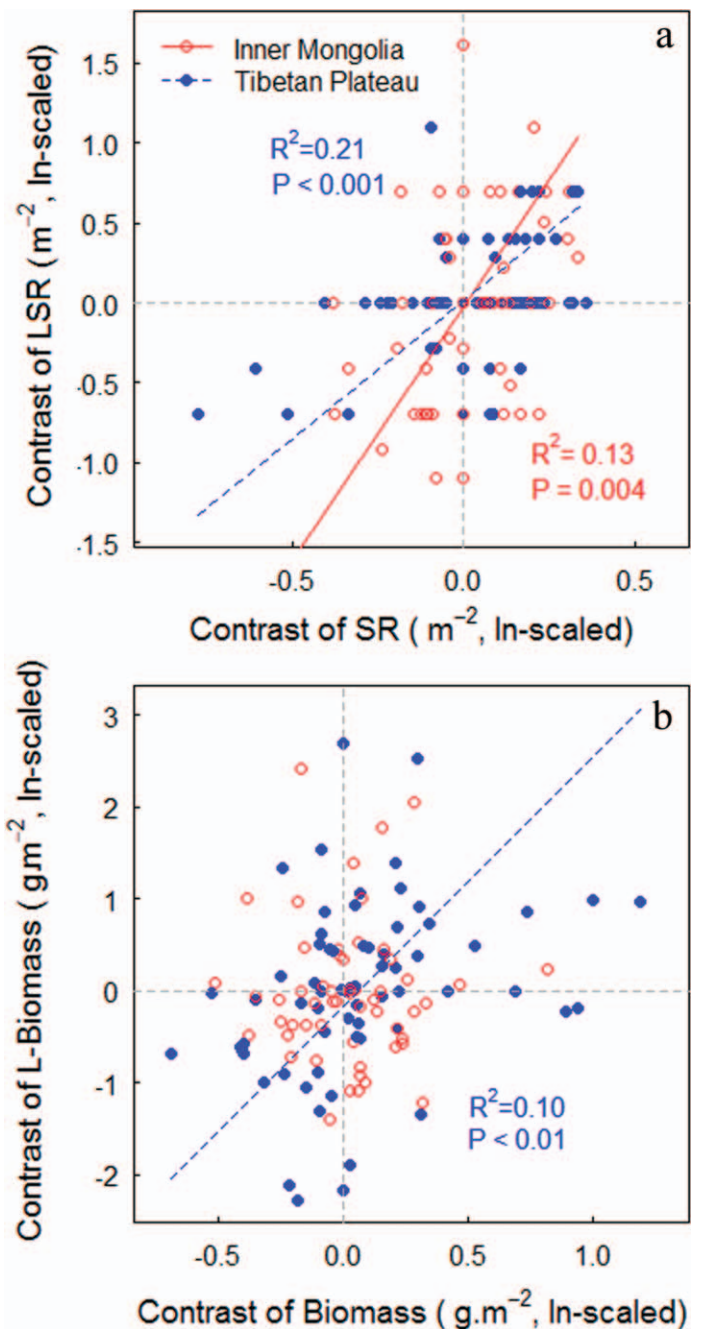 a
Inner Mongolia
Tibetan Plateau
R²=0.21
P < 0.001
R²= 0.13
P = 0.004
1.5
1.0
0.5
0.0
-0.5
-1.0
-1.5
Contrast of LSR ( m⁻², ln-scaled)
-0.5 0.0 0.5
Contrast of SR ( m⁻², ln-scaled)
b
3
2
1
0
-1
-2
Contrast of L-Biomass ( g.m⁻², ln-scaled)
R²=0.10
P < 0.01
-0.5 0.0 0.5 1.0
Contrast of Biomass ( g.m⁻², ln-scaled)